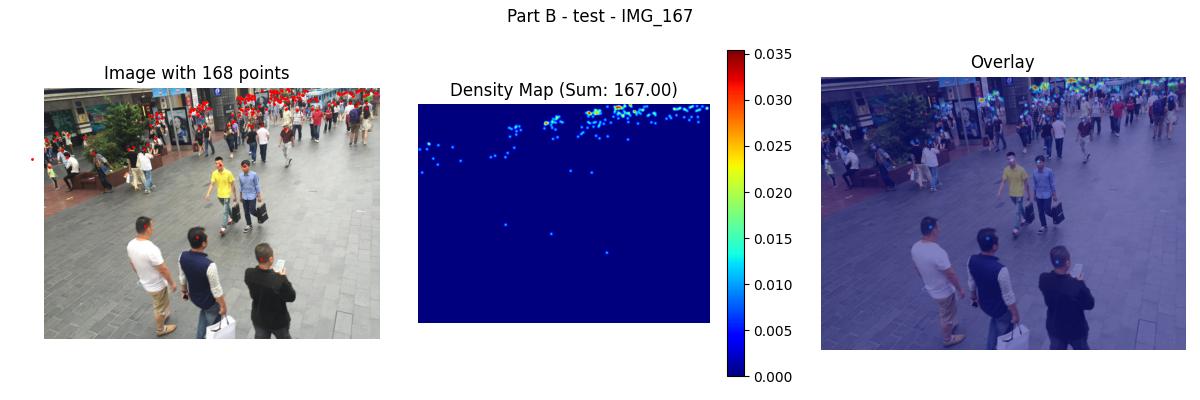 Part B - test - IMG_167
Image with 168 points
Density Map (Sum: 167.00)
Overlay
0.035
0.030
0.025
0.020
0.015
0.010
0.005
0.000